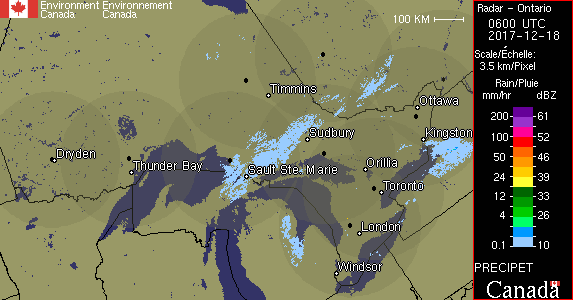 Environment Environnement
Canada Canada
100 KM
Timmins
Ottawa
Sudbury
Kingston
Dryden
Thunder Bay
Sault Ste. Marie
Orillia
Toronto
London
Windsor
Radar - Ontario
0600 UTC
2017-12-18
Scale/Échelle:
3.5 km/Pixel
Rain/Pluie
mm/hr dBZ
200 61
100 52
50 46
24 39
12 33
4 26
0.1 10
PRECIPET
Canada